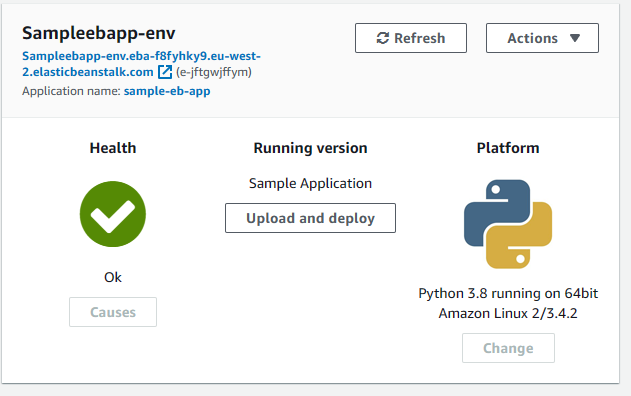 Sampleebapp-env
Sampleebapp-env.eba-f8fyhky9.eu-west-
2.elasticbeanstalk.com (e-jftgwjffym)
Application name: sample-eb-app
Refresh
Actions
Health
Ok
Causes
Running version
Sample Application
Upload and deploy
Platform
Python 3.8 running on 64bit
Amazon Linux 2/3.4.2
Change